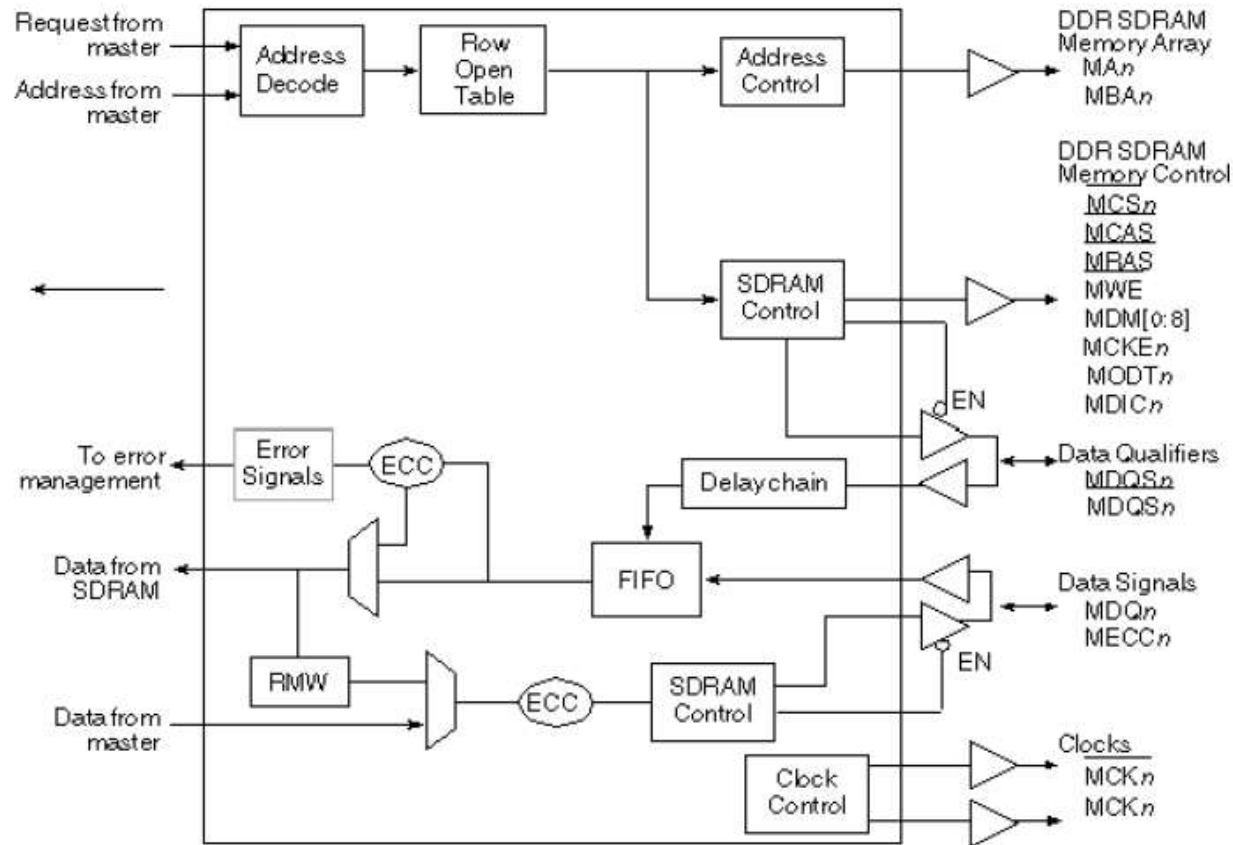 Request from
master
Address from
master
Address
Decode
Row
Open
Table
Address
Control
DDR SDRAM
Memory Array
MAn
MBAn
DDR SDRAM
Memory Control
MCSn
MCAS
MRAS
MWE
MDM[0:8]
MCKEn
MODTn
MDICn
SDRAM
Control
EN
To error
management
Error
Signals
ECC
Delay chain
Data Qualifiers
MDQSn
MDQSn
Data from
SDRAM
FIFO
Data Signals
MDQn
MECCn
EN
RMW
ECC
SDRAM
Control
Data from
master
Clock
Control
Clocks
MCKn
MCKn